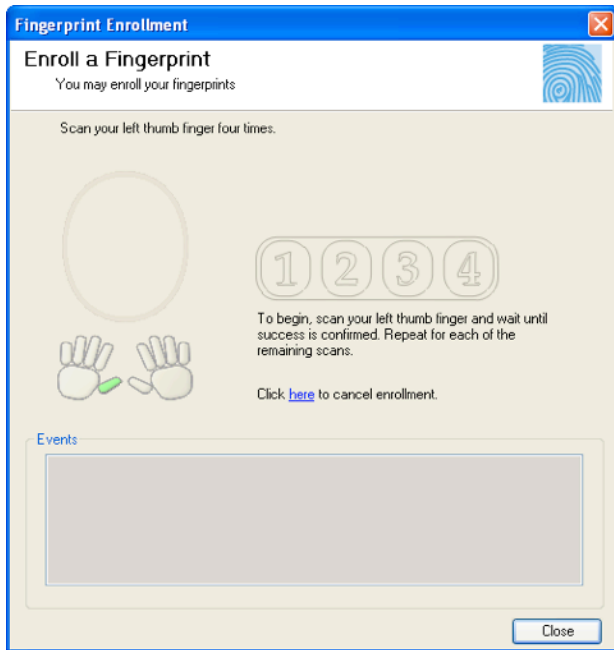 Fingerprint Enrollment
Enroll a Fingerprint
You may enroll your fingerprints
Scan your left thumb finger four times.
1 2 3 4
To begin, scan your left thumb finger and wait until
success is confirmed. Repeat for each of the
remaining scans.
Click here to cancel enrollment.
Events
Close